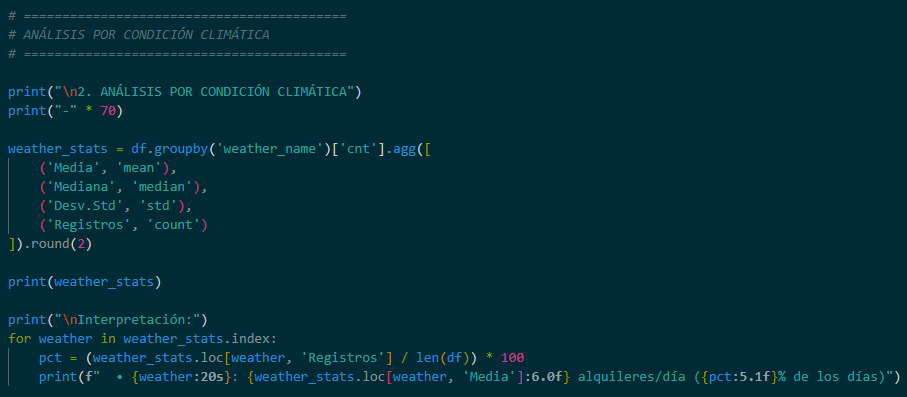 # ==========================================
# ANÁLISIS POR CONDICIÓN CLIMÁTICA
# ==========================================
print("\n2. ANÁLISIS POR CONDICIÓN CLIMÁTICA")
print("-" * 70)
weather_stats = df.groupby('weather_name')['cnt'].agg([
    ('Media', 'mean'),
    ('Mediana', 'median'),
    ('Desv.Std', 'std'),
    ('Registros', 'count')
]).round(2)
print(weather_stats)
print("\nInterpretación:")
for weather in weather_stats.index:
    pct = (weather_stats.loc[weather, 'Registros'] / len(df)) * 100
    print(f"  • {weather:20s}: {weather_stats.loc[weather, 'Media']:6.0f} alquileres/día ({pct:5.1f}% de los días)")